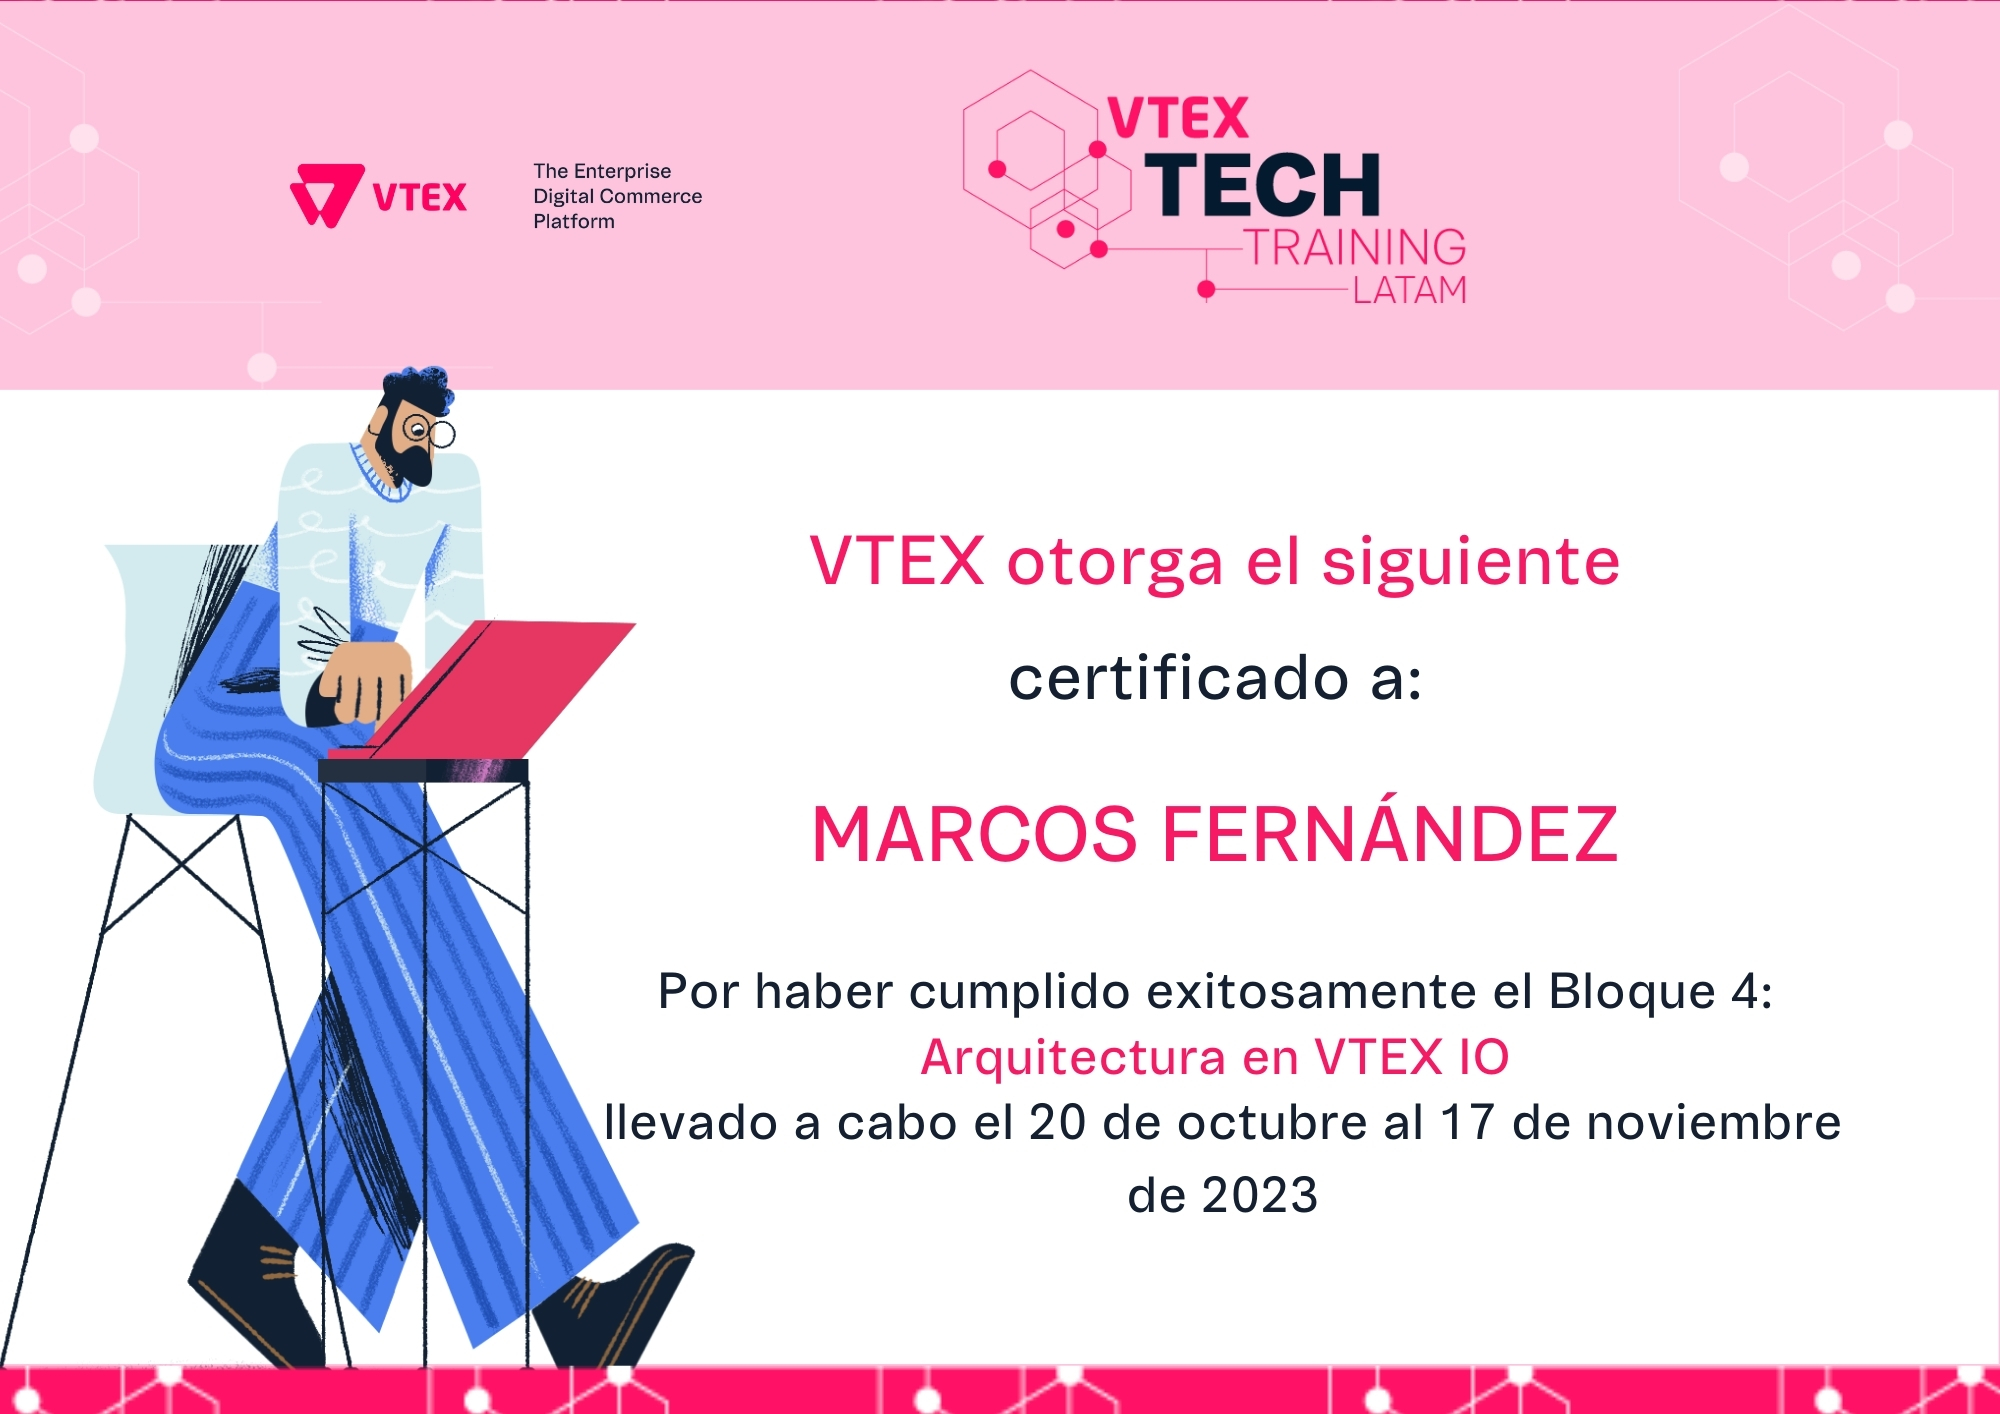 VTEX
The Enterprise
Digital Commerce
Platform
VTEX
TECH
TRAINING
LATAM
VTEX otorga el siguiente
certificado a:
MARCOS FERNÁNDEZ
Por haber cumplido exitosamente el Bloque 4:
Arquitectura en VTEX IO
llevado a cabo el 20 de octubre al 17 de noviembre
de 2023